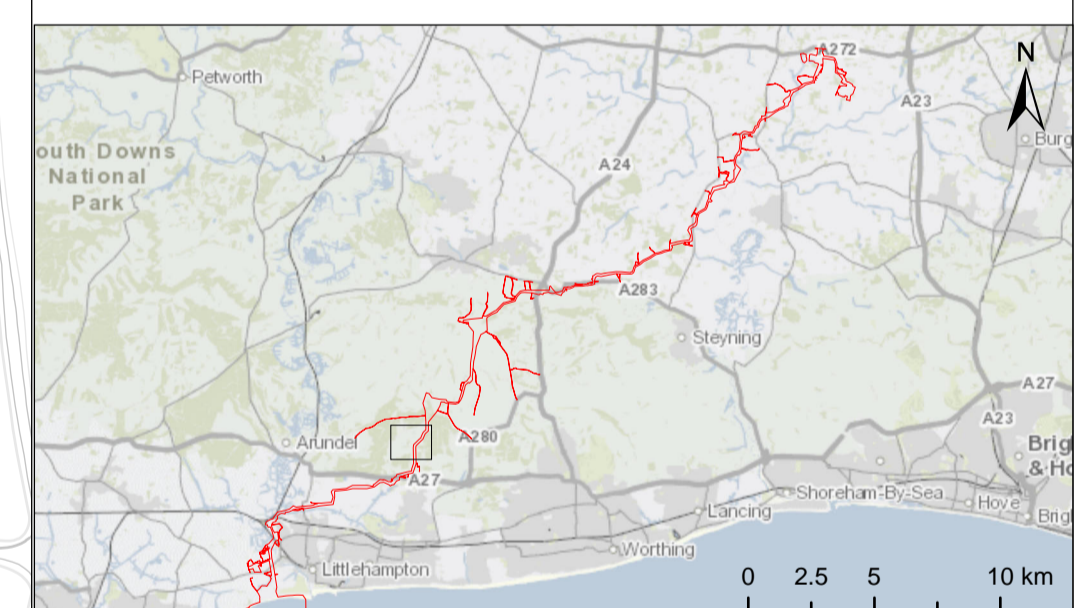 A272
N
Petworth
A23
Burg
outh Downs
National
Park
A24
A283
Steyning
A27
A23
Arundel
A280
Brig
& Ho
A27
Shoreham-By-Sea
Hove
Lancing
Brig
Worthing
Littlehampton
0 2.5 5 10 km